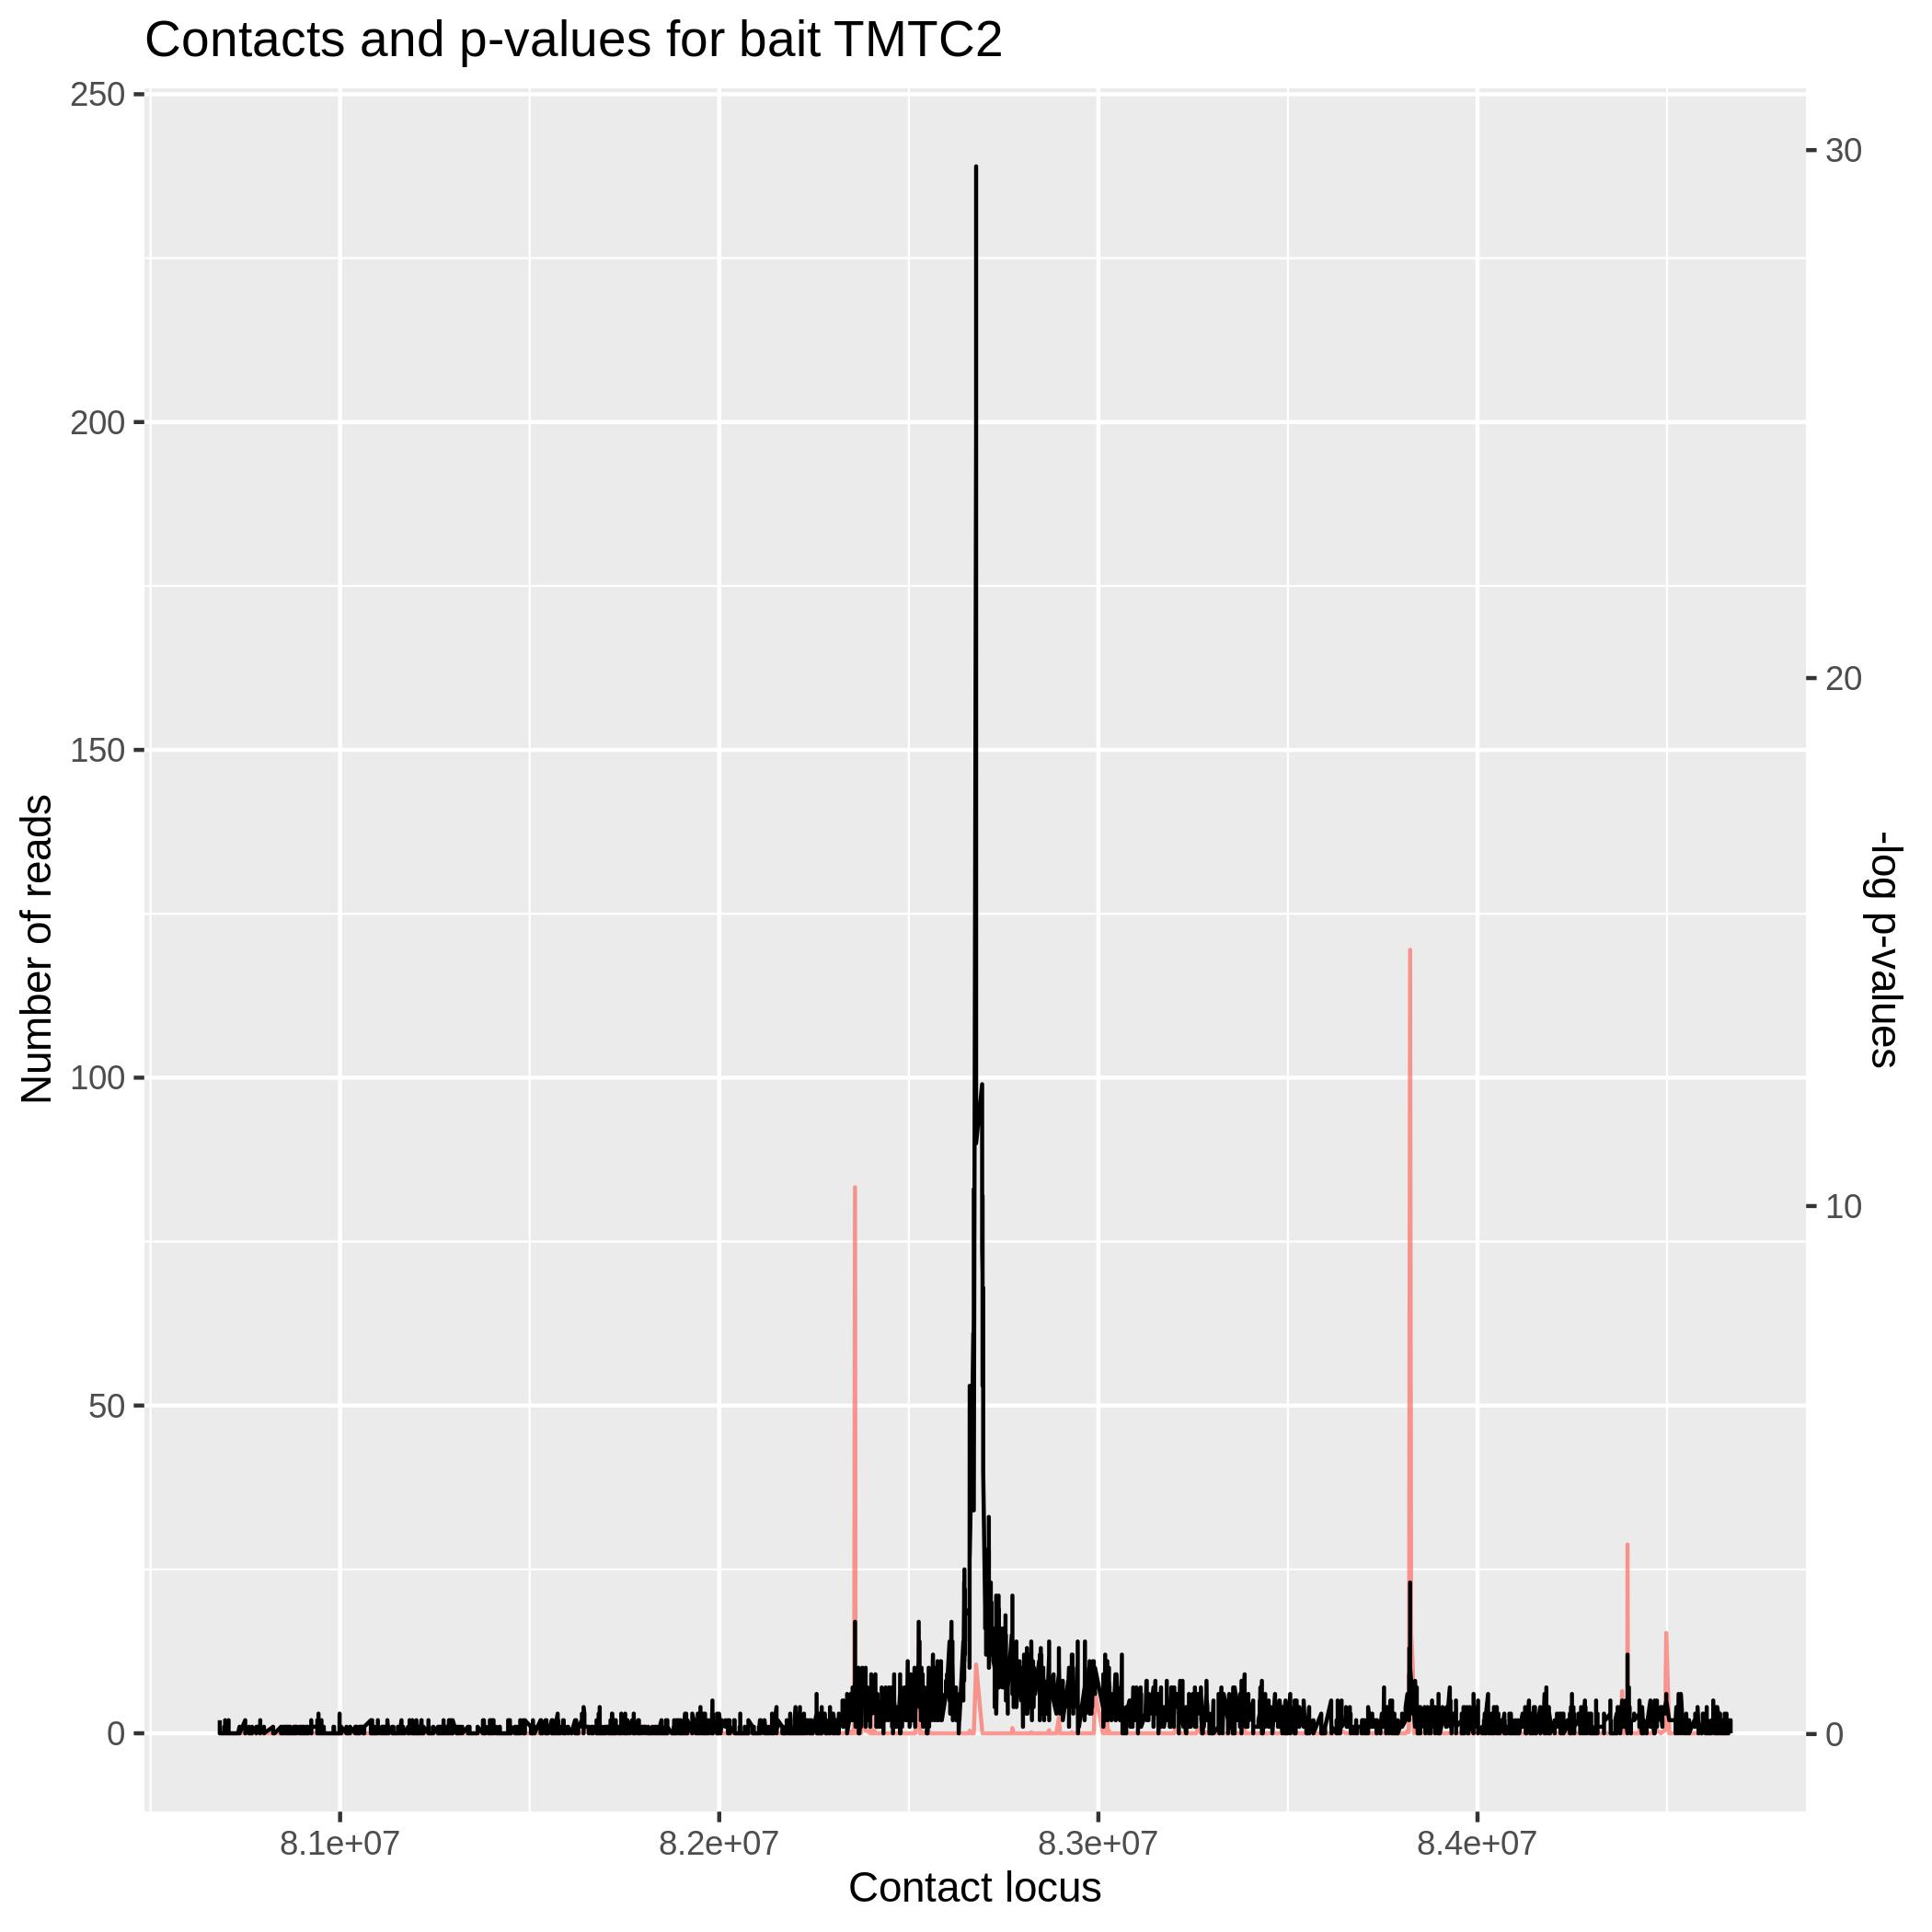 Contacts and p-values for bait TMTC2
250
200
150
100
50
0
Number of reads
30
20
10
0
-log p-values
8.1e+07
8.2e+07
8.3e+07
8.4e+07
Contact locus